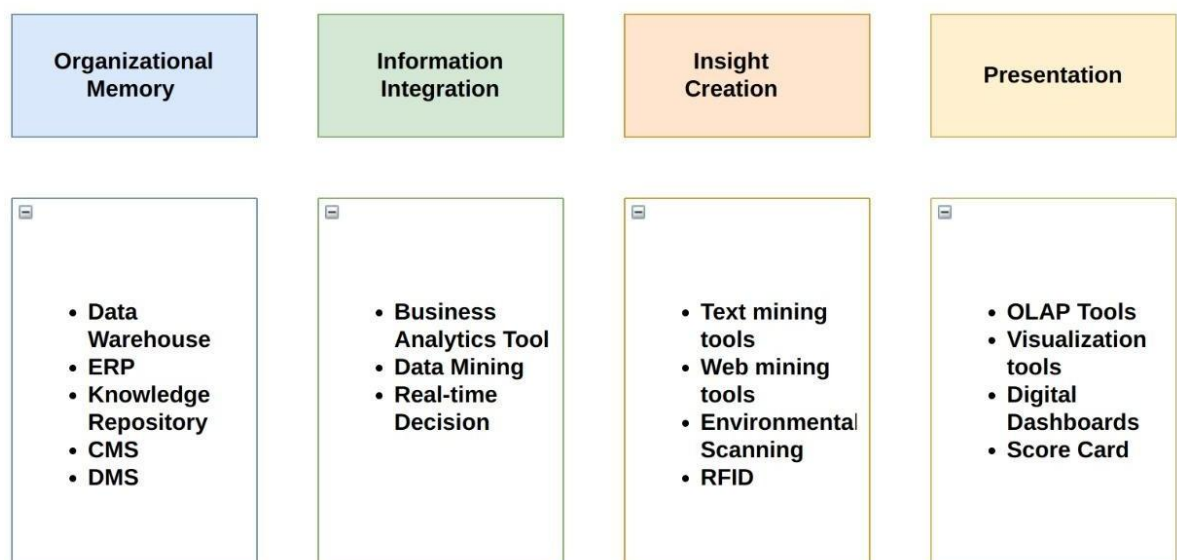 Organizational
Memory
Information
Integration
Insight
Creation
Presentation
• Data
Warehouse
• ERP
• Knowledge
Repository
• CMS
• DMS
• Business
Analytics Tool
• Data Mining
• Real-time
Decision
• Text mining
tools
• Web mining
tools
• Environmental
Scanning
• RFID
• OLAP Tools
• Visualization
tools
• Digital
Dashboards
• Score Card